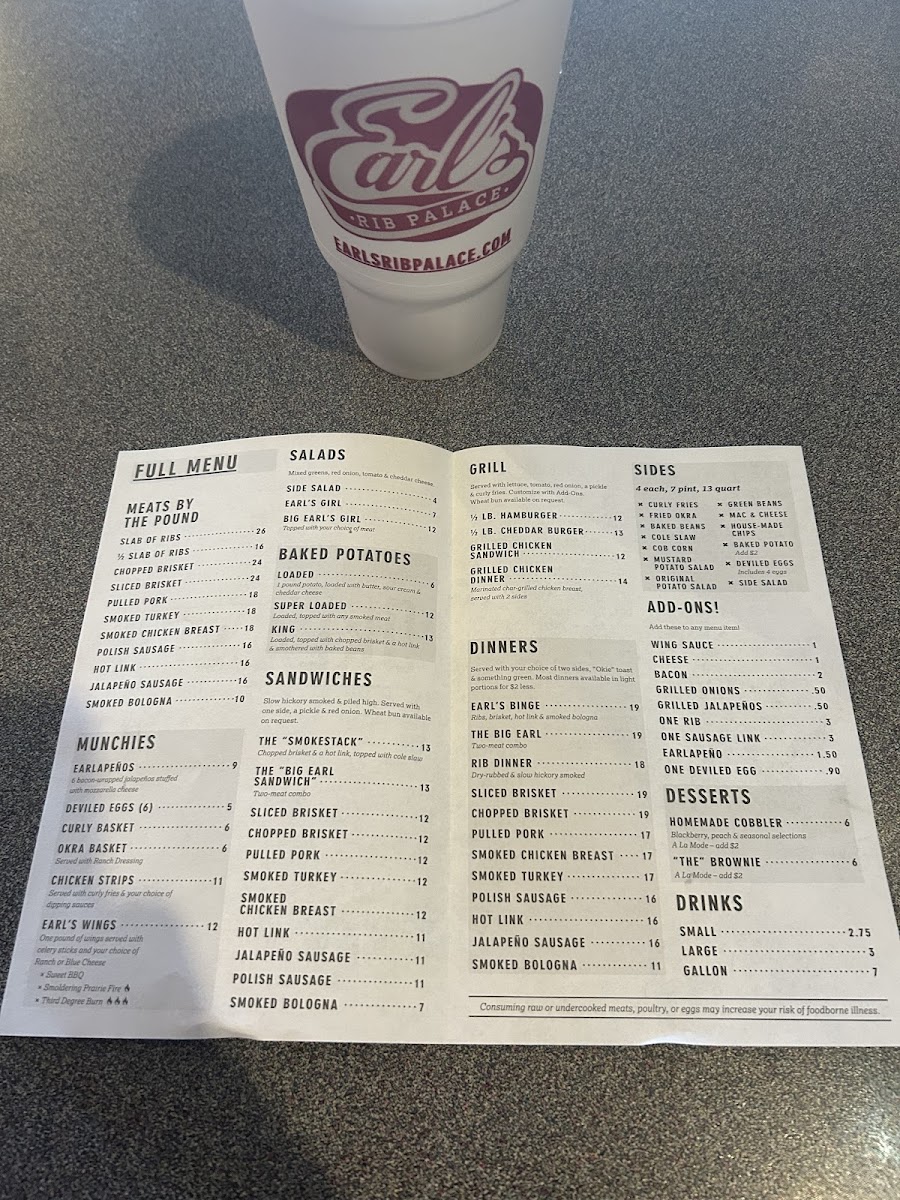 Earl's
·RIB PALACE·
EARLSRIBPALACE.COM
FULL MENU
MEATS BY
THE POUND
SLAB OF RIBS 26
½ SLAB OF RIBS 16
CHOPPED BRISKET 24
SLICED BRISKET 24
PULLED PORK 18
SMOKED TURKEY 18
SMOKED CHICKEN BREAST 18
POLISH SAUSAGE 16
HOT LINK 16
JALAPEÑO SAUSAGE 16
SMOKED BOLOGNA 10
MUNCHIES
EARLAPEÑOS 9
6 bacon-wrapped jalapeños stuffed
with mozzarella cheese
DEVILED EGGS (6) 5
CURLY BASKET 6
OKRA BASKET 6
Served with Ranch Dressing
CHICKEN STRIPS 11
Served with curly fries & your choice of
dipping sauces
EARL'S WINGS 12
One pound of wings served with
celery sticks and your choice of
Ranch or Blue Cheese
× Sweet BBQ
× Smoldering Prairie Fire
× Third Degree Burn
SALADS
Mixed greens, red onion, tomato & cheddar cheese.
SIDE SALAD 4
EARL'S GIRL 7
BIG EARL'S GIRL 12
Topped with your choice of meat
BAKED POTATOES
LOADED 6
1 pound potato, loaded with butter, sour cream &
cheddar cheese
SUPER LOADED 12
Loaded, topped with any smoked meat
KING 13
Loaded, topped with chopped brisket & a hot link
& smothered with baked beans
SANDWICHES
Slow hickory smoked & piled high. Served with
one side, a pickle & red onion. Wheat bun available
on request.
THE "SMOKESTACK" 13
Chopped brisket & a hot link, topped with cole slaw
THE "BIG EARL
SANDWICH" 13
Two-meat combo
SLICED BRISKET 12
CHOPPED BRISKET 12
PULLED PORK 12
SMOKED TURKEY 12
SMOKED
CHICKEN BREAST 12
HOT LINK 11
JALAPEÑO SAUSAGE 11
POLISH SAUSAGE 11
SMOKED BOLOGNA 7
GRILL
Served with lettuce, tomato, red onion, a pickle
& curly fries. Customize with Add-Ons.
Wheat bun available on request.
½ LB. HAMBURGER 12
½ LB. CHEDDAR BURGER 13
GRILLED CHICKEN
SANDWICH 12
GRILLED CHICKEN
DINNER 14
Marinated char-grilled chicken breast,
served with 2 sides
DINNERS
Served with your choice of two sides, "Okie" toast
& something green. Most dinners available in light
portions for $2 less.
EARL'S BINGE 19
Ribs, brisket, hot link & smoked bologna
THE BIG EARL 19
Two-meat combo
RIB DINNER 18
Dry-rubbed & slow hickory smoked
SLICED BRISKET 19
CHOPPED BRISKET 19
PULLED PORK 17
SMOKED CHICKEN BREAST 17
SMOKED TURKEY 17
POLISH SAUSAGE 16
HOT LINK 16
JALAPEÑO SAUSAGE 16
SMOKED BOLOGNA 11
SIDES
4 each, 7 pint, 13 quart
× CURLY FRIES
× FRIED OKRA
× BAKED BEANS
× COLE SLAW
× COB CORN
× MUSTARD
POTATO SALAD
× ORIGINAL
POTATO SALAD
× GREEN BEANS
× MAC & CHEESE
× HOUSE-MADE
CHIPS
× BAKED POTATO
Add $2
× DEVILED EGGS
Includes 4 eggs
× SIDE SALAD
ADD-ONS!
Add these to any menu item!
WING SAUCE 1
CHEESE 1
BACON 2
GRILLED ONIONS .50
GRILLED JALAPEÑOS .50
ONE RIB 3
ONE SAUSAGE LINK 3
EARLAPEÑO 1.50
ONE DEVILED EGG .90
DESSERTS
HOMEMADE COBBLER 6
Blackberry, peach & seasonal selections
A La Mode – add $2
"THE" BROWNIE 6
A La Mode – add $2
DRINKS
SMALL 2.75
LARGE 3
GALLON 7
Consuming raw or undercooked meats, poultry, or eggs may increase your risk of foodborne illness.